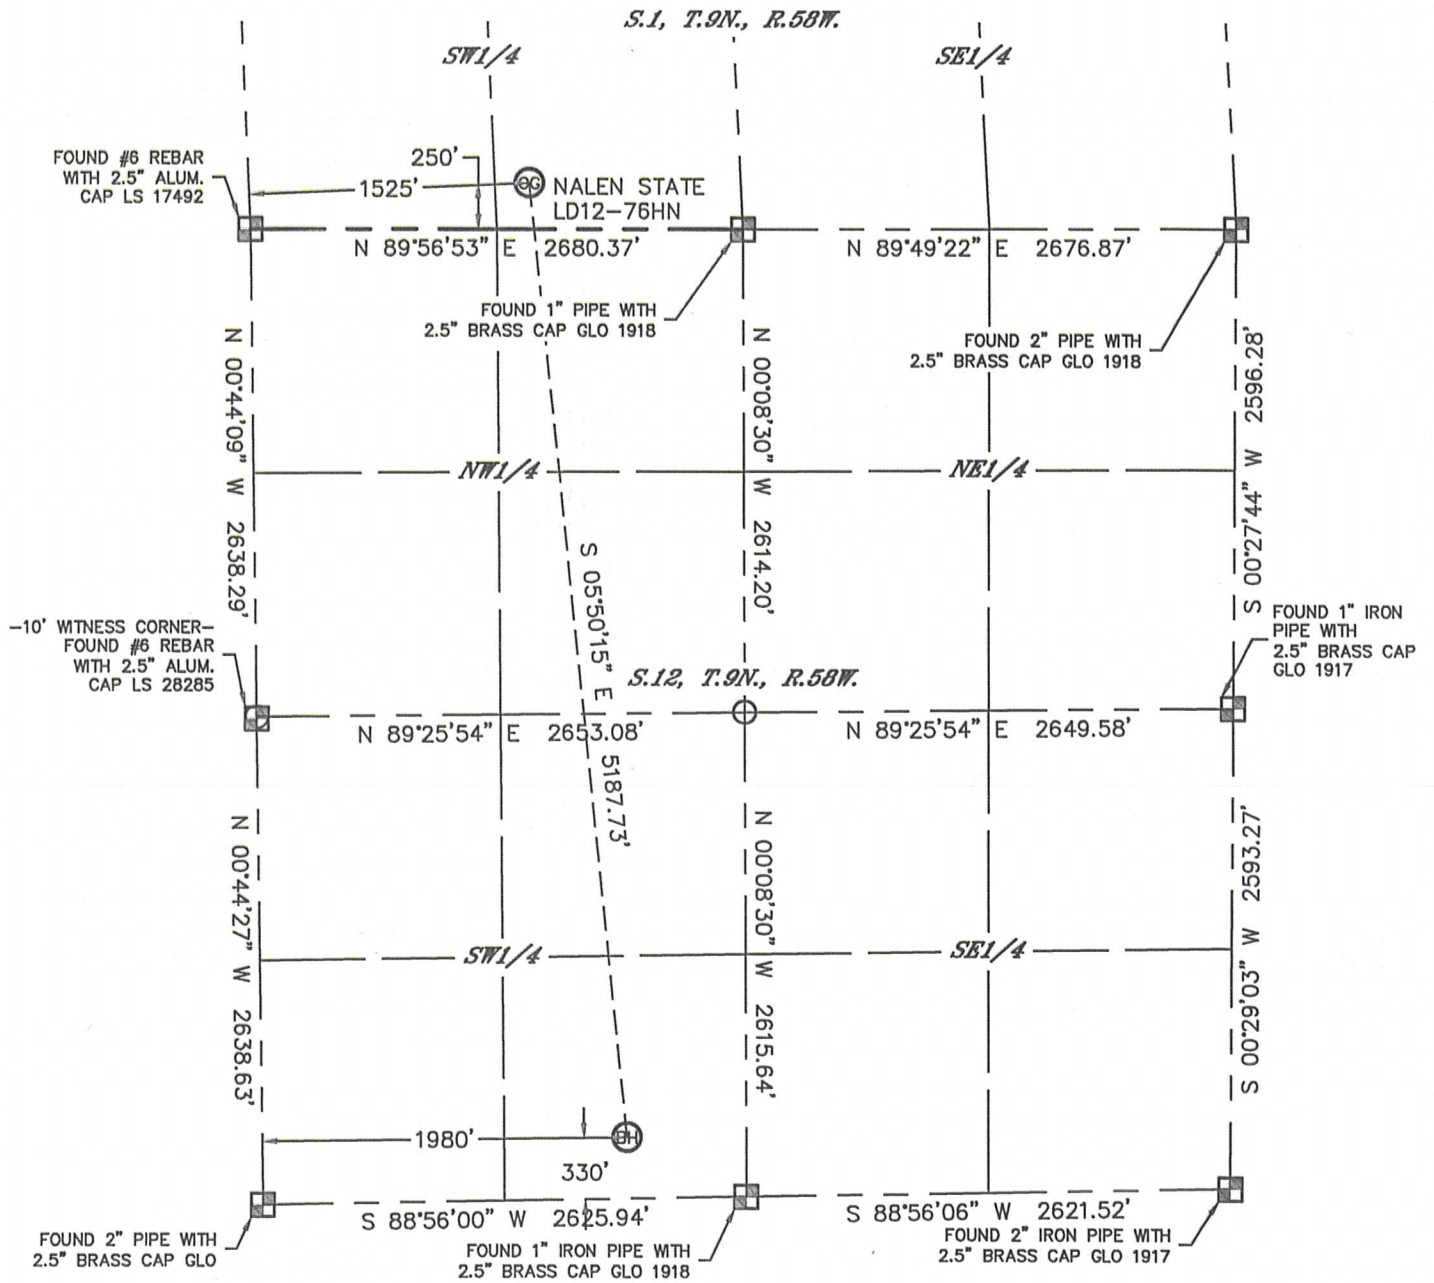 S.1, T.9N., R.58W.
SW1/4
SE1/4
FOUND #6 REBAR
WITH 2.5" ALUM.
CAP LS 17492
250'
1525'
OG
NALEN STATE
LD12-76HN
N 89°56'53" E 2680.37'
N 89°49'22" E 2676.87'
FOUND 1" PIPE WITH
2.5" BRASS CAP GLO 1918
FOUND 2" PIPE WITH
2.5" BRASS CAP GLO 1918
N 00°44'09" W 2638.29'
N 00°08'30" W 2614.20'
S 00°27'44" W 2596.28'
NW1/4
NE1/4
S 05°50'15" E 5187.73'
-10' WITNESS CORNER-
FOUND #6 REBAR
WITH 2.5" ALUM.
CAP LS 28285
S.12, T.9N., R.58W.
FOUND 1" IRON
PIPE WITH
2.5" BRASS CAP
GLO 1917
N 89°25'54" E 2653.08'
N 89°25'54" E 2649.58'
N 00°44'27" W 2638.63'
N 00°08'30" W 2615.64'
S 00°29'03" W 2593.27'
SW1/4
SE1/4
1980'
BH
330'
S 88°56'00" W 2625.94'
S 88°56'06" W 2621.52'
FOUND 2" PIPE WITH
2.5" BRASS CAP GLO
FOUND 1" IRON PIPE WITH
2.5" BRASS CAP GLO 1918
FOUND 2" IRON PIPE WITH
2.5" BRASS CAP GLO 1917